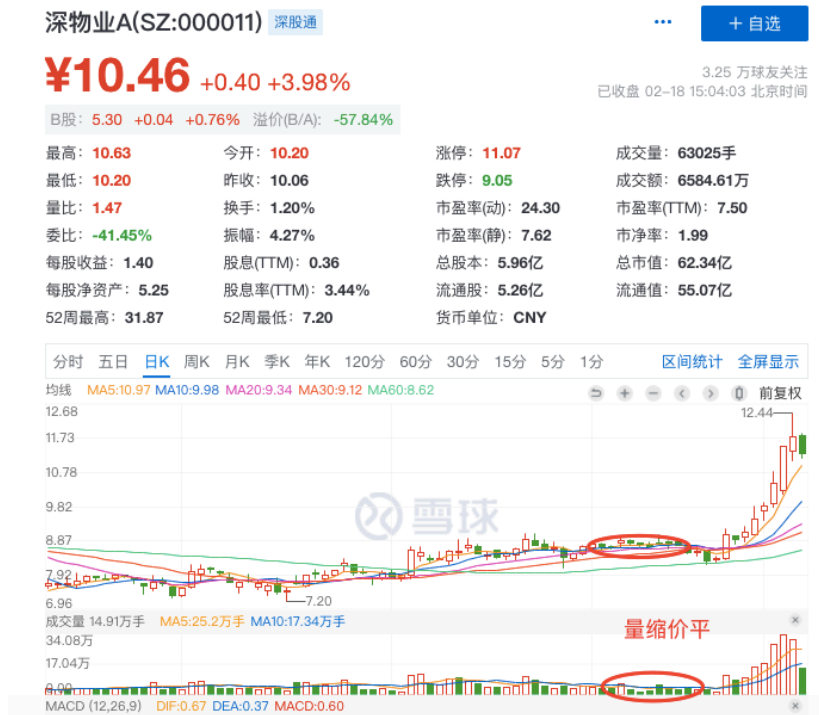 深物业A(SZ:000011) 深股通 ··· + 自选
¥10.46 +0.40 +3.98%
3.25 万球友关注
已收盘 02-18 15:04:03 北京时间
B股: 5.30 +0.04 +0.76% 溢价(B/A): -57.84%
最高: 10.63 今开: 10.20 涨停: 11.07 成交量: 63025手
最低: 10.20 昨收: 10.06 跌停: 9.05 成交额: 6584.61万
量比: 1.47 换手: 1.20% 市盈率(动): 24.30 市盈率(TTM): 7.50
委比: -41.45% 振幅: 4.27% 市盈率(静): 7.62 市净率: 1.99
每股收益: 1.40 股息(TTM): 0.36 总股本: 5.96亿 总市值: 62.34亿
每股净资产: 5.25 股息率(TTM): 3.44% 流通股: 5.26亿 流通值: 55.07亿
52周最高: 31.87 52周最低: 7.20 货币单位: CNY
分时 五日 日K 周K 月K 季K 年K 120分 60分 30分 15分 5分 1分 区间统计 全屏显示
均线 MA5:10.97 MA10:9.98 MA20:9.34 MA30:9.12 MA60:8.62 前复权
12.68
12.44
11.73
10.78
9.82
雪球
8.87
7.92
7.20
6.96
成交量 14.91万手 MA5:25.2万手 MA10:17.34万手
量缩价平
34.08万
17.04万
0.00
MACD (12,26,9) DIF:0.67 DEA:0.37 MACD:0.60